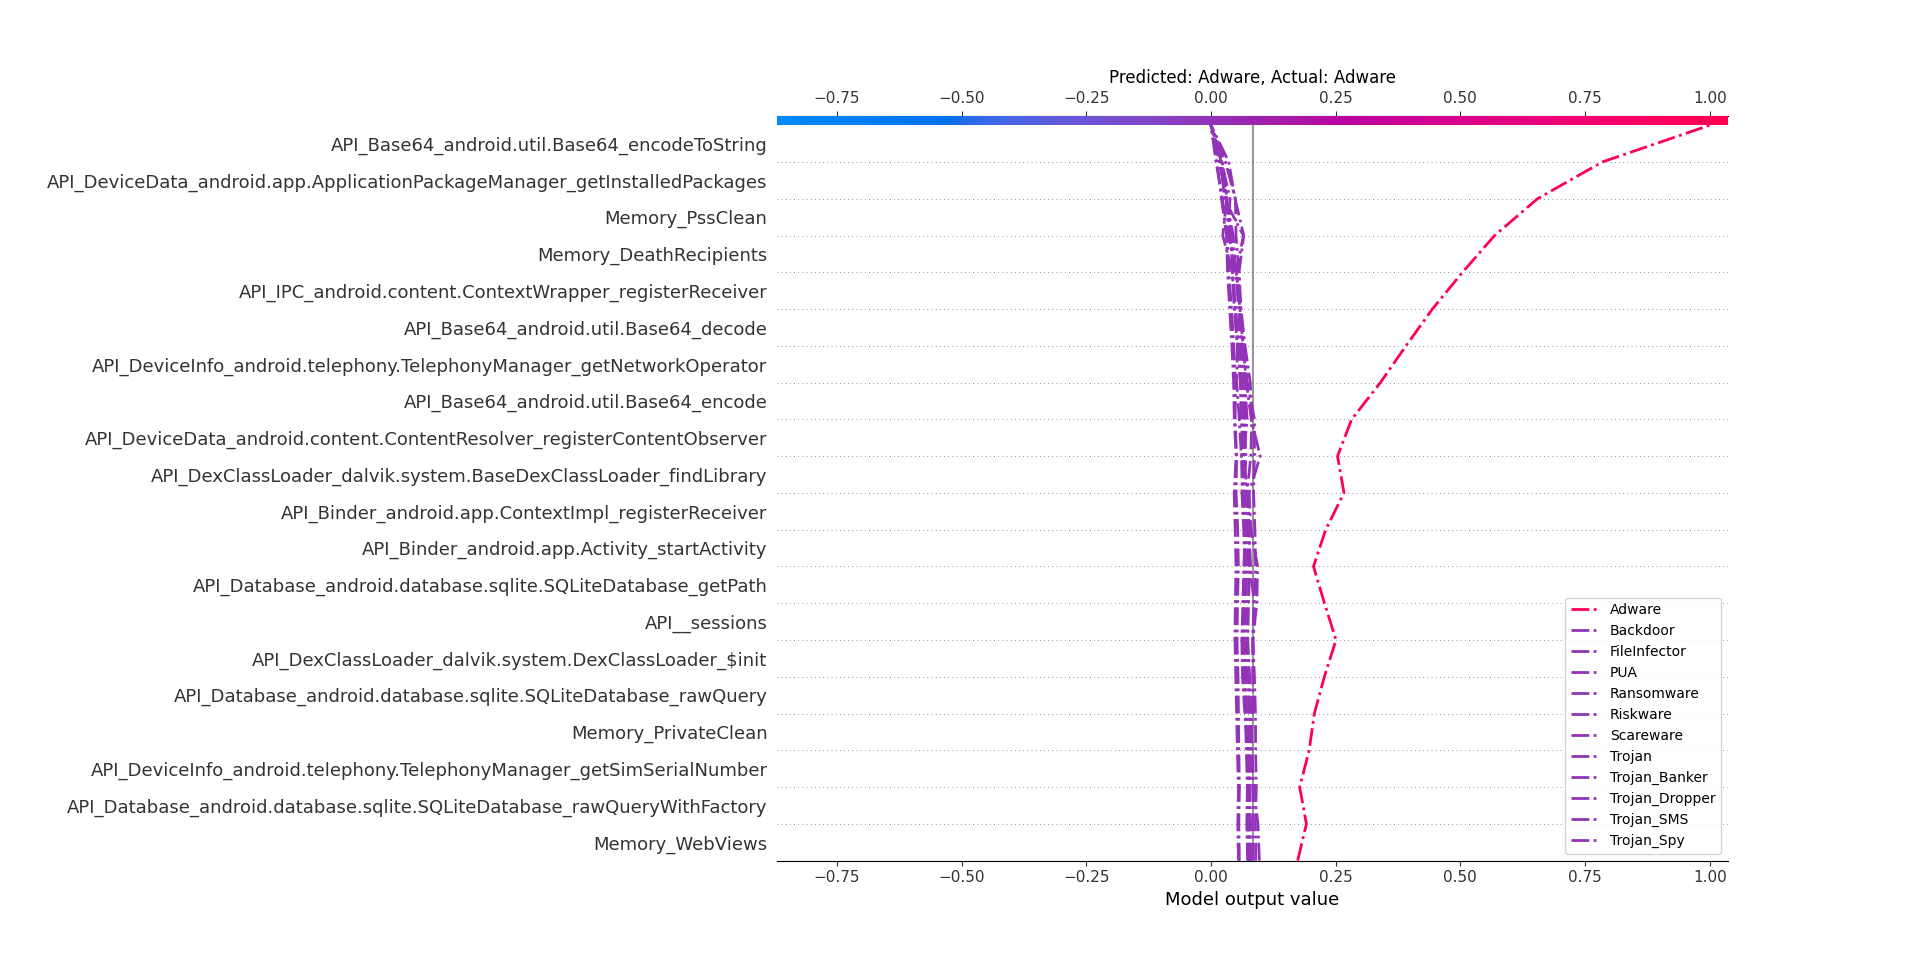 Predicted: Adware, Actual: Adware
−0.75 −0.50 −0.25 0.00 0.25 0.50 0.75 1.00
API_Base64_android.util.Base64_encodeToString
API_DeviceData_android.app.ApplicationPackageManager_getInstalledPackages
Memory_PssClean
Memory_DeathRecipients
API_IPC_android.content.ContextWrapper_registerReceiver
API_Base64_android.util.Base64_decode
API_DeviceInfo_android.telephony.TelephonyManager_getNetworkOperator
API_Base64_android.util.Base64_encode
API_DeviceData_android.content.ContentResolver_registerContentObserver
API_DexClassLoader_dalvik.system.BaseDexClassLoader_findLibrary
API_Binder_android.app.ContextImpl_registerReceiver
API_Binder_android.app.Activity_startActivity
API_Database_android.database.sqlite.SQLiteDatabase_getPath
API__sessions
API_DexClassLoader_dalvik.system.DexClassLoader_$init
API_Database_android.database.sqlite.SQLiteDatabase_rawQuery
Memory_PrivateClean
API_DeviceInfo_android.telephony.TelephonyManager_getSimSerialNumber
API_Database_android.database.sqlite.SQLiteDatabase_rawQueryWithFactory
Memory_WebViews
Adware
Backdoor
FileInfector
PUA
Ransomware
Riskware
Scareware
Trojan
Trojan_Banker
Trojan_Dropper
Trojan_SMS
Trojan_Spy
−0.75 −0.50 −0.25 0.00 0.25 0.50 0.75 1.00
Model output value